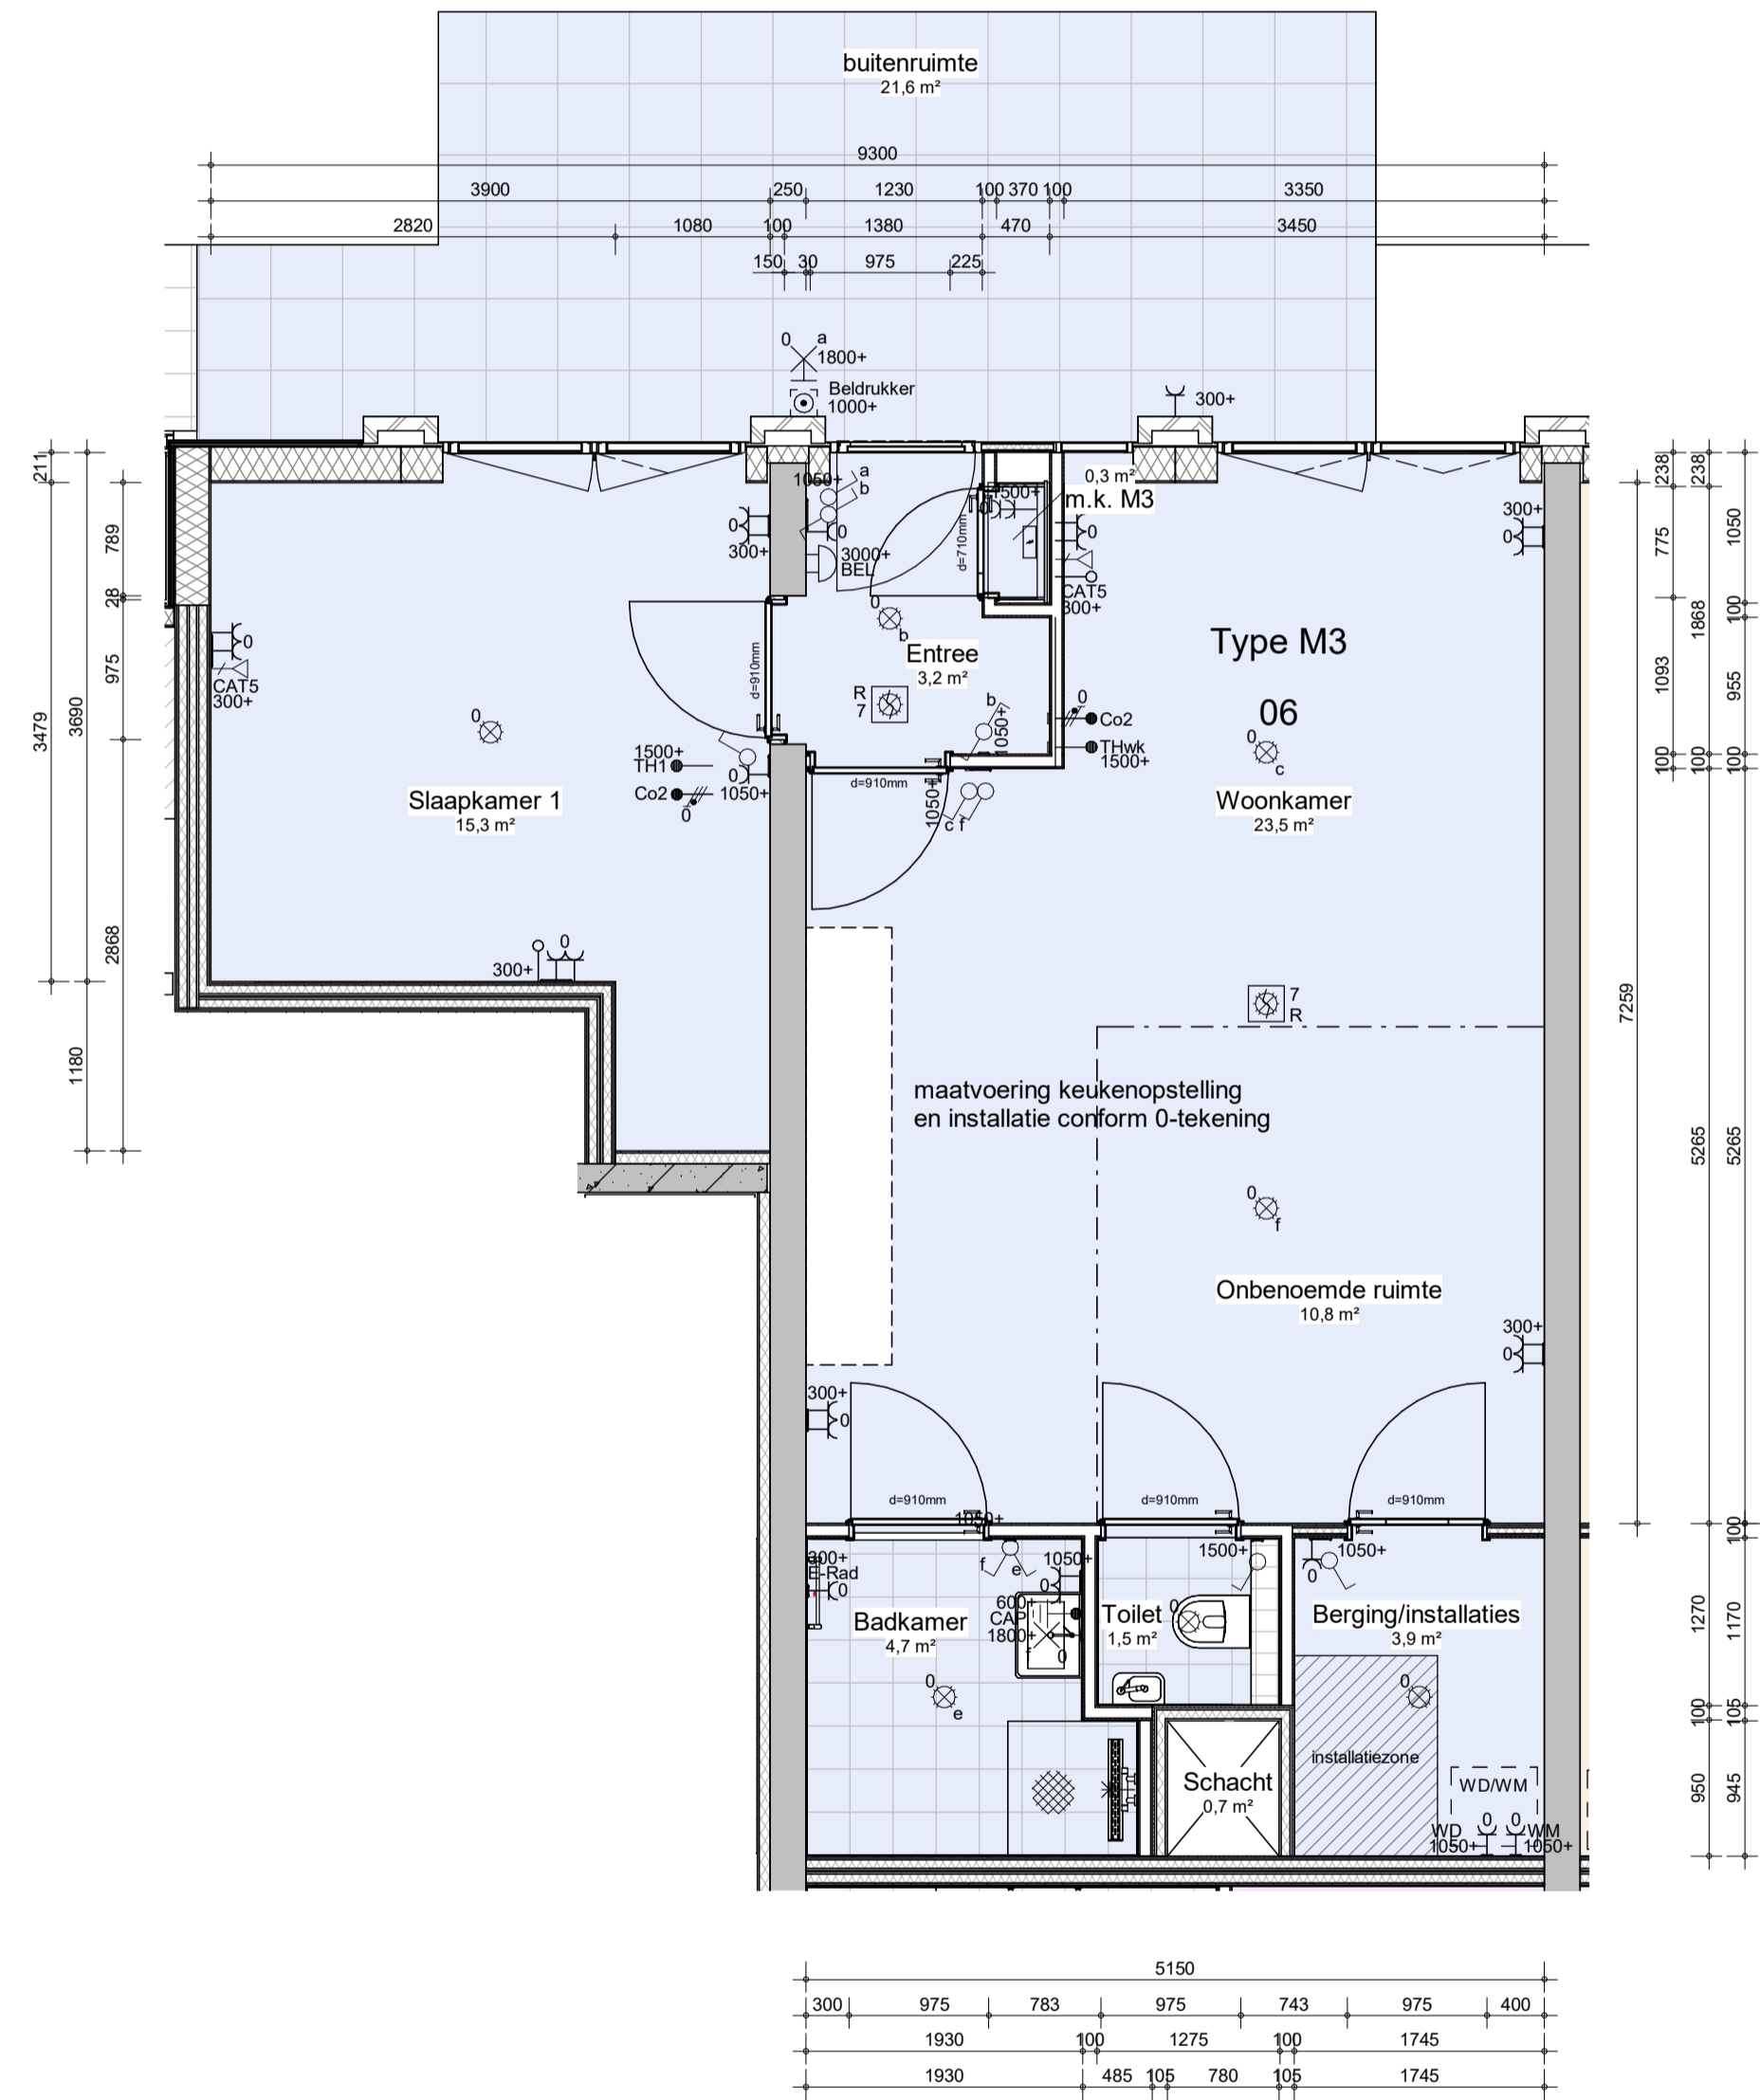 buitenruimte
21,6 m²
9300
3900 250 1230 100 370 100 3350
2820 1080 100 1380 470 3450
150 30 975 225
0 a
1800+
Beldrukker
1000+
300+
211
789
28
975
3479
3690
2868
1180
238 238
775
1050
1868
100
1093
955
100 100 100
7259
5265 5265
100
1270 1170
100 105
950 945
1050+ a
b
0
0
300+
3000+
BEL
d=710mm
1500+
0
0,3 m²
m.k. M3
0
CAT5
300+
300+
0
0
CAT5
300+
0
b
Entree
3,2 m²
d=910mm
R
7
b
1050+
0
Co2
THwk
1500+
Type M3
06
0
c
Woonkamer
23,5 m²
0
Slaapkamer 1
15,3 m²
1500+
TH1
Co2
0
0
1050+
d=910mm
1050+
c f
0
300+
7
R
maatvoering keukenopstelling
en installatie conform 0-tekening
0
f
Onbenoemde ruimte
10,8 m²
300+
0
300+
0
d=910mm
d=910mm
d=910mm
1050+
300+
E-Rad
0
f e
1050+
0
600+
CAP
1800+
f 0
Badkamer
4,7 m²
0
e
1500+
Toilet
1,5 m²
0
1050+
0
Berging/installaties
3,9 m²
0
installatiezone
Schacht
0,7 m²
WD/WM
0 0
WD WM
1050+ 1050+
5150
300 975 783 975 743 975 400
1930 100 1275 100 1745
1930 485 105 780 105 1745